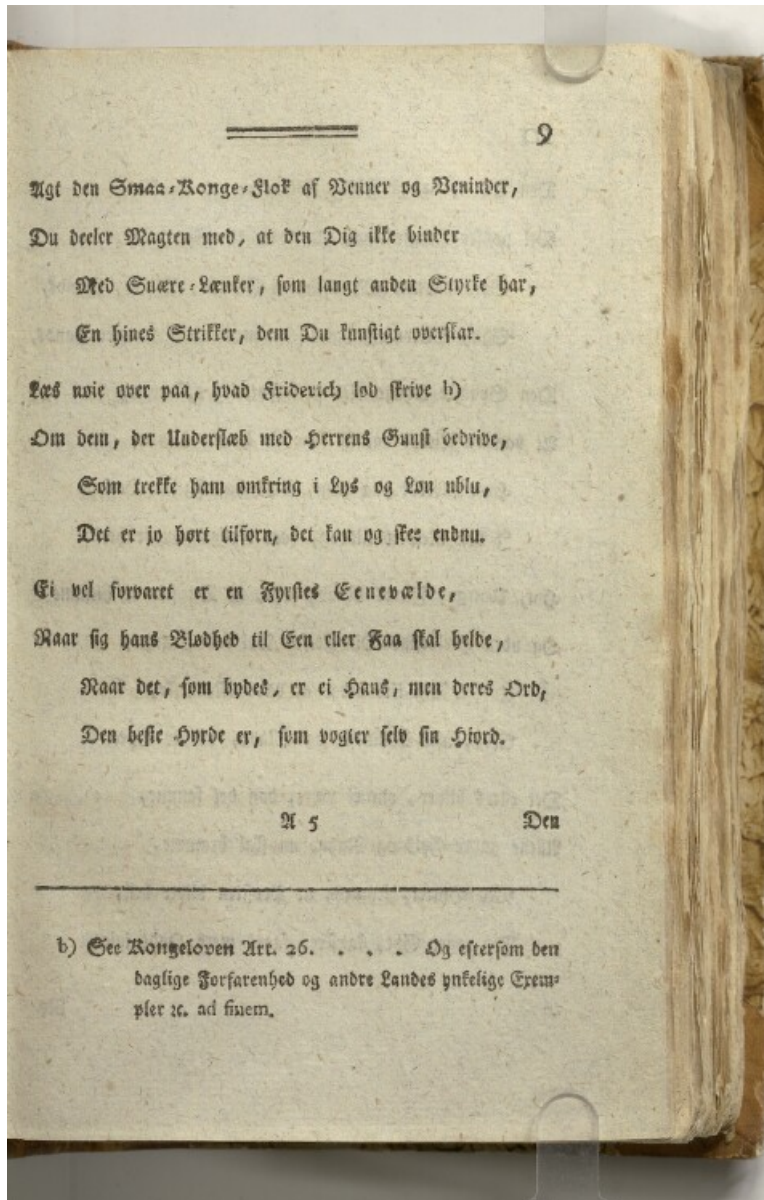 9
Agt den Smaa-Konge-Flok af Venner og Veninder,
Du deeler Magten med, at den Dig ikke binder
Med Snære-Lænker, som langt anden Styrke har,
En hines Strikker, dem Du kunstigt overslar.
Læs nøie over paa, hvad Friderich lod skrive b)
Om dem, der Underslæb med Herrens Gunst bedrive,
Som trekke ham omkring i Lys og Løn ublu,
Det er jo hørt tilforn, det kan og skee endnu.
Ei vel forvaret er en Fyrstes Eenevælde,
Naar sig hans Blødhed til Een eller Faa skal helde,
Naar det, som bydes, er ei Hans, men deres Ord,
Den beste Hyrde er, som vogter selv sin Hiord.
A 5 Den
b) See Kongeloven Art. 26. . . . . Og eftersom den
daglige Forfarenhed og andre Landes ynkelige Exem-
pler ꝛc. ad finem.